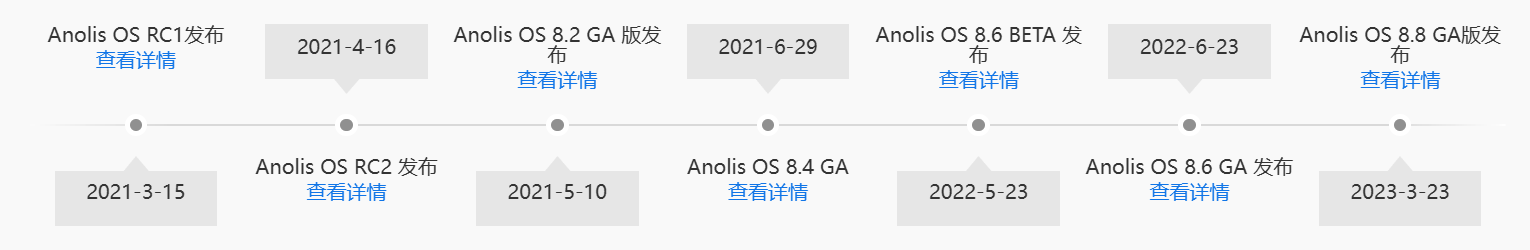 Anolis OS RC1发布
查看详情
2021-3-15
2021-4-16
Anolis OS RC2 发布
查看详情
Anolis OS 8.2 GA 版发
布
查看详情
2021-5-10
2021-6-29
Anolis OS 8.4 GA
查看详情
Anolis OS 8.6 BETA 发
布
查看详情
2022-5-23
2022-6-23
Anolis OS 8.6 GA 发布
查看详情
Anolis OS 8.8 GA版发
布
查看详情
2023-3-23